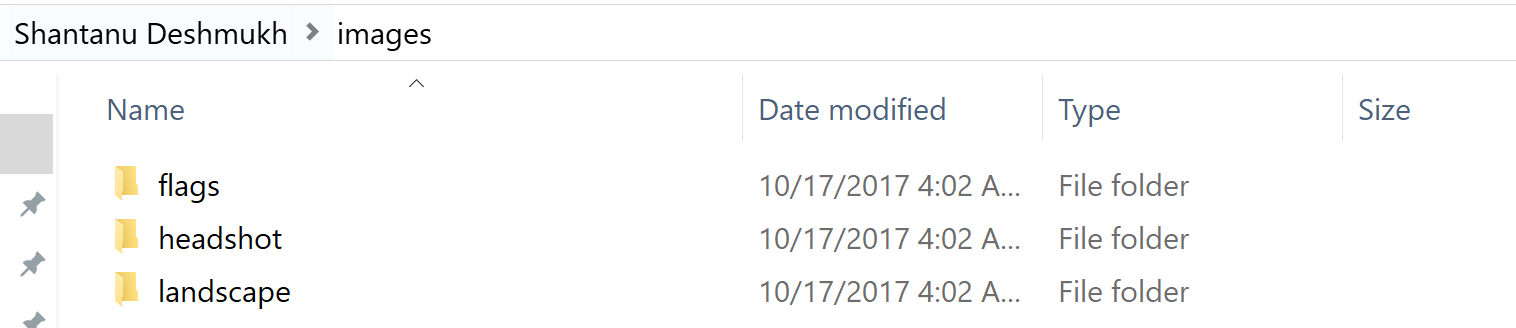 Shantanu Deshmukh > images
Name Date modified Type Size
flags 10/17/2017 4:02 A... File folder
headshot 10/17/2017 4:02 A... File folder
landscape 10/17/2017 4:02 A... File folder